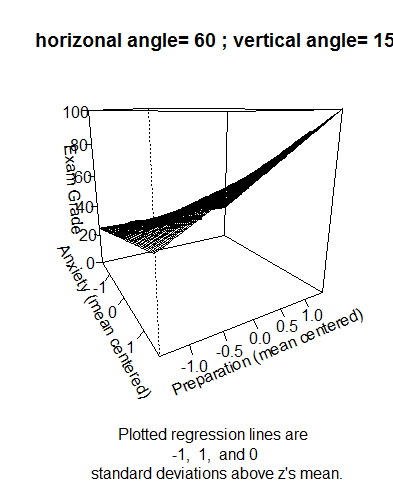 horizonal angle= 60 ; vertical angle= 15
100
80
60
40
20
0
Exam Grade
-1
0
1
Anxiety (mean centered)
-1.0
-0.5
0.0
0.5
1.0
Preparation (mean centered)
Plotted regression lines are
-1, 1, and 0
standard deviations above z's mean.